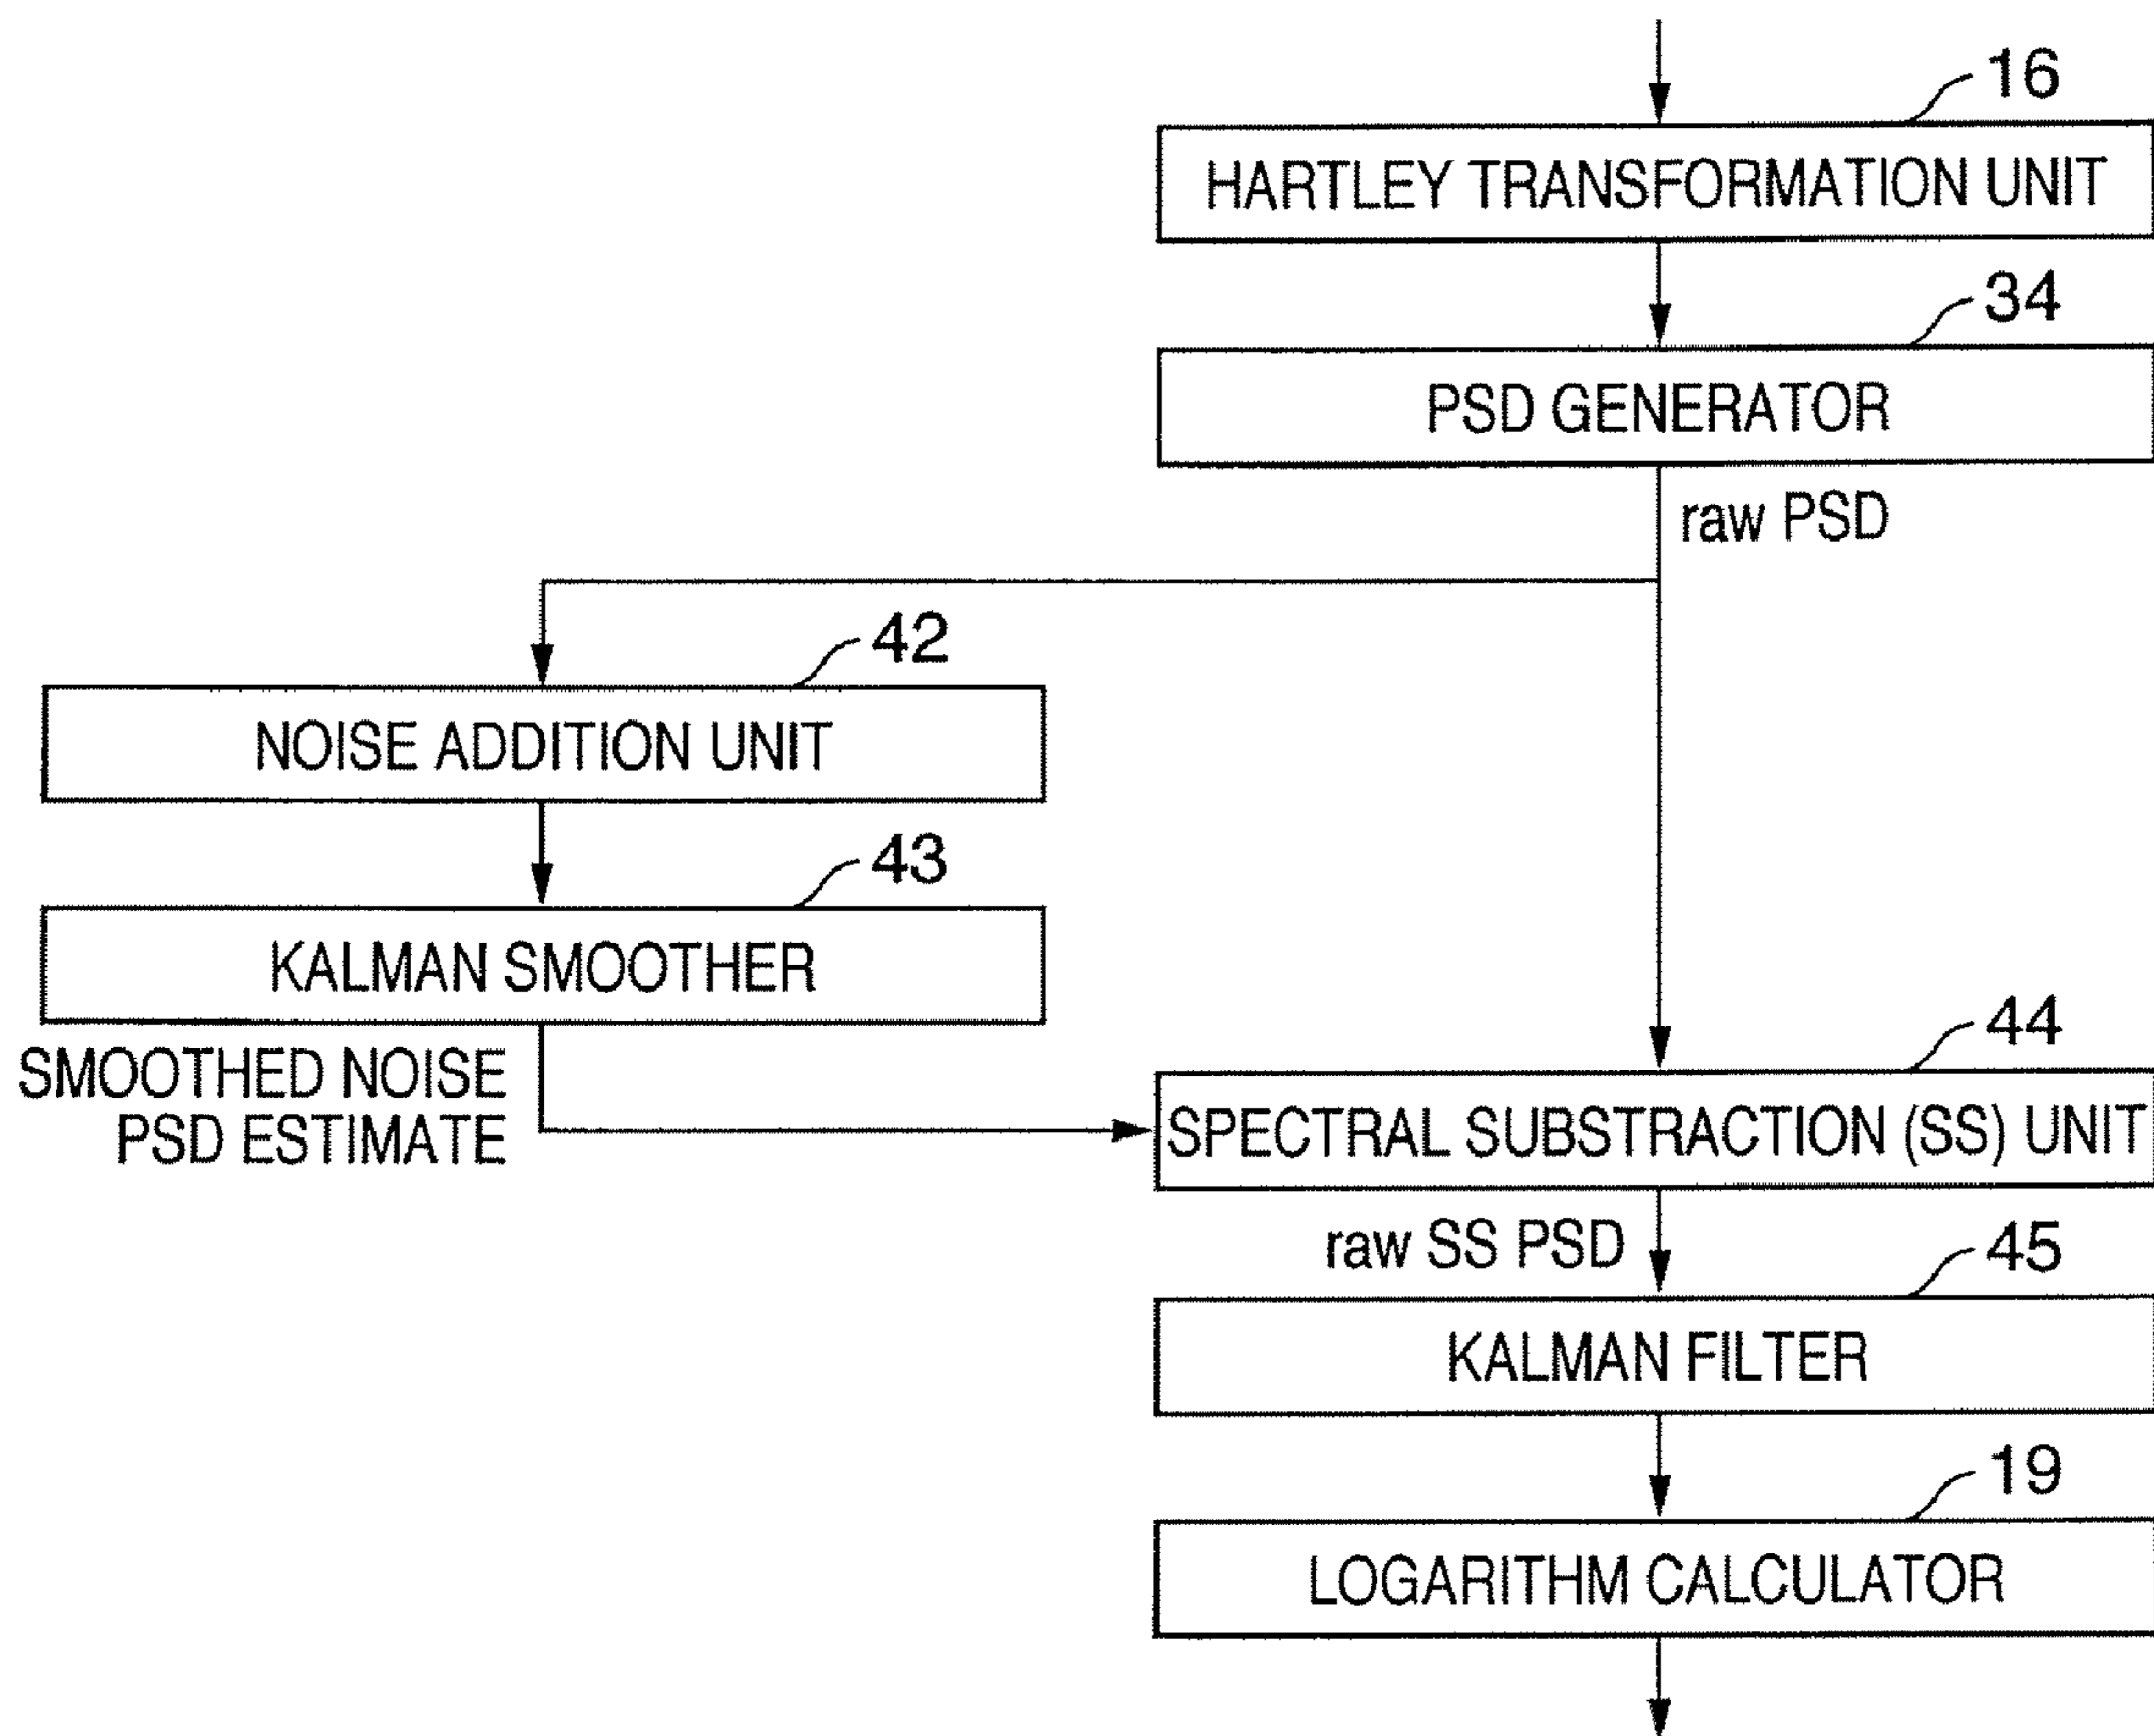 16
HARTLEY TRANSFORMATION UNIT
34
PSD GENERATOR
raw PSD
42
NOISE ADDITION UNIT
43
KALMAN SMOOTHER
SMOOTHED NOISE
PSD ESTIMATE
44
SPECTRAL SUBSTRACTION (SS) UNIT
raw SS PSD
45
KALMAN FILTER
19
LOGARITHM CALCULATOR